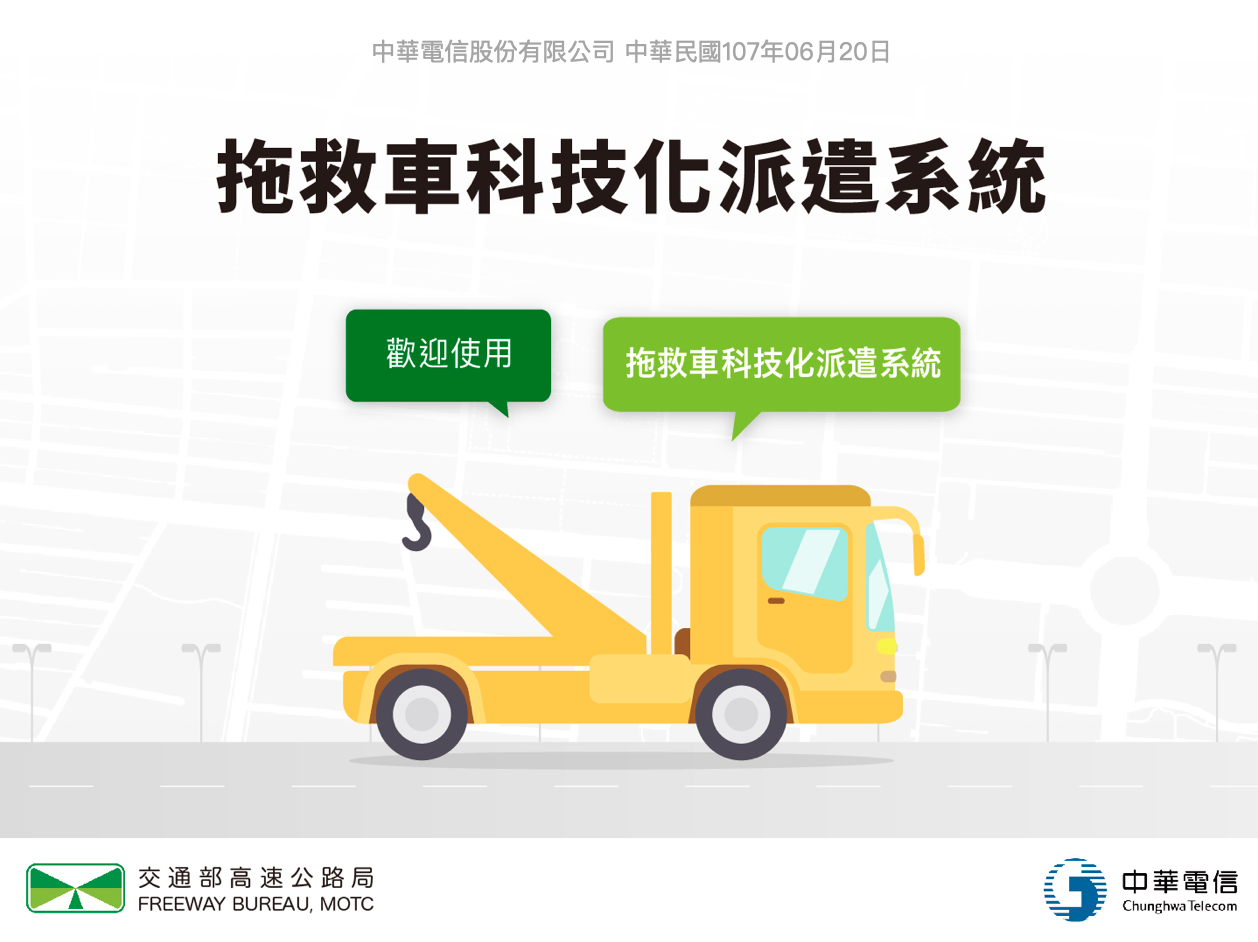 中華電信股份有限公司 中華民國107年06月20日
拖救車科技化派遣系統
歡迎使用
拖救車科技化派遣系統
交通部高速公路局
FREEWAY BUREAU, MOTC
中華電信
Chunghwa Telecom